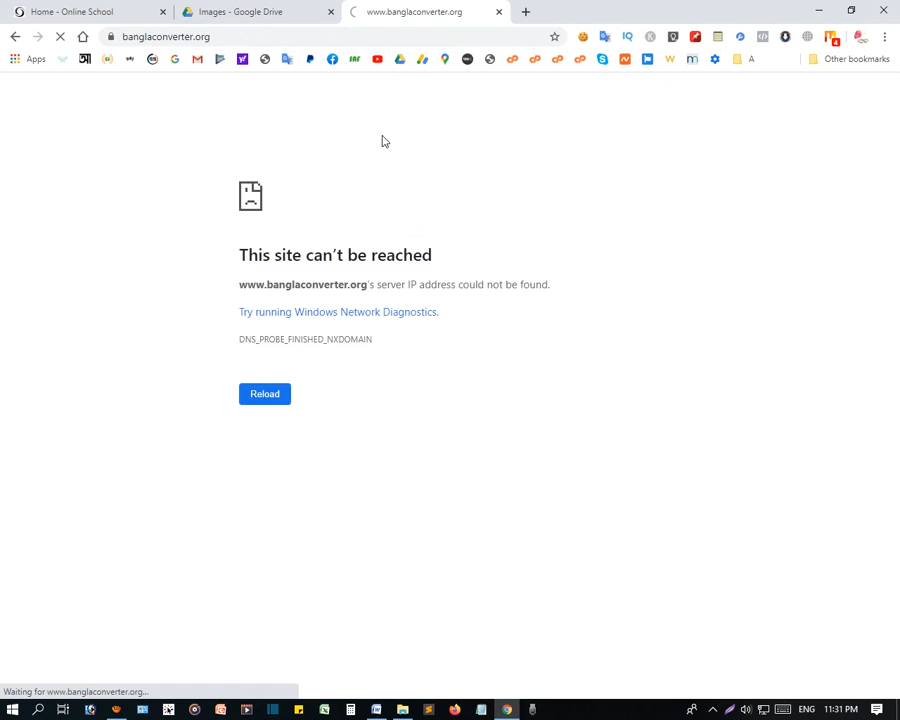 Home - Online School
Images - Google Drive
www.banglaconverter.org
banglaconverter.org
Apps
A
Other bookmarks
This site can't be reached
www.banglaconverter.org's server IP address could not be found.
Try running Windows Network Diagnostics.
DNS_PROBE_FINISHED_NXDOMAIN
Reload
Waiting for www.banglaconverter.org...
ENG 11:31 PM